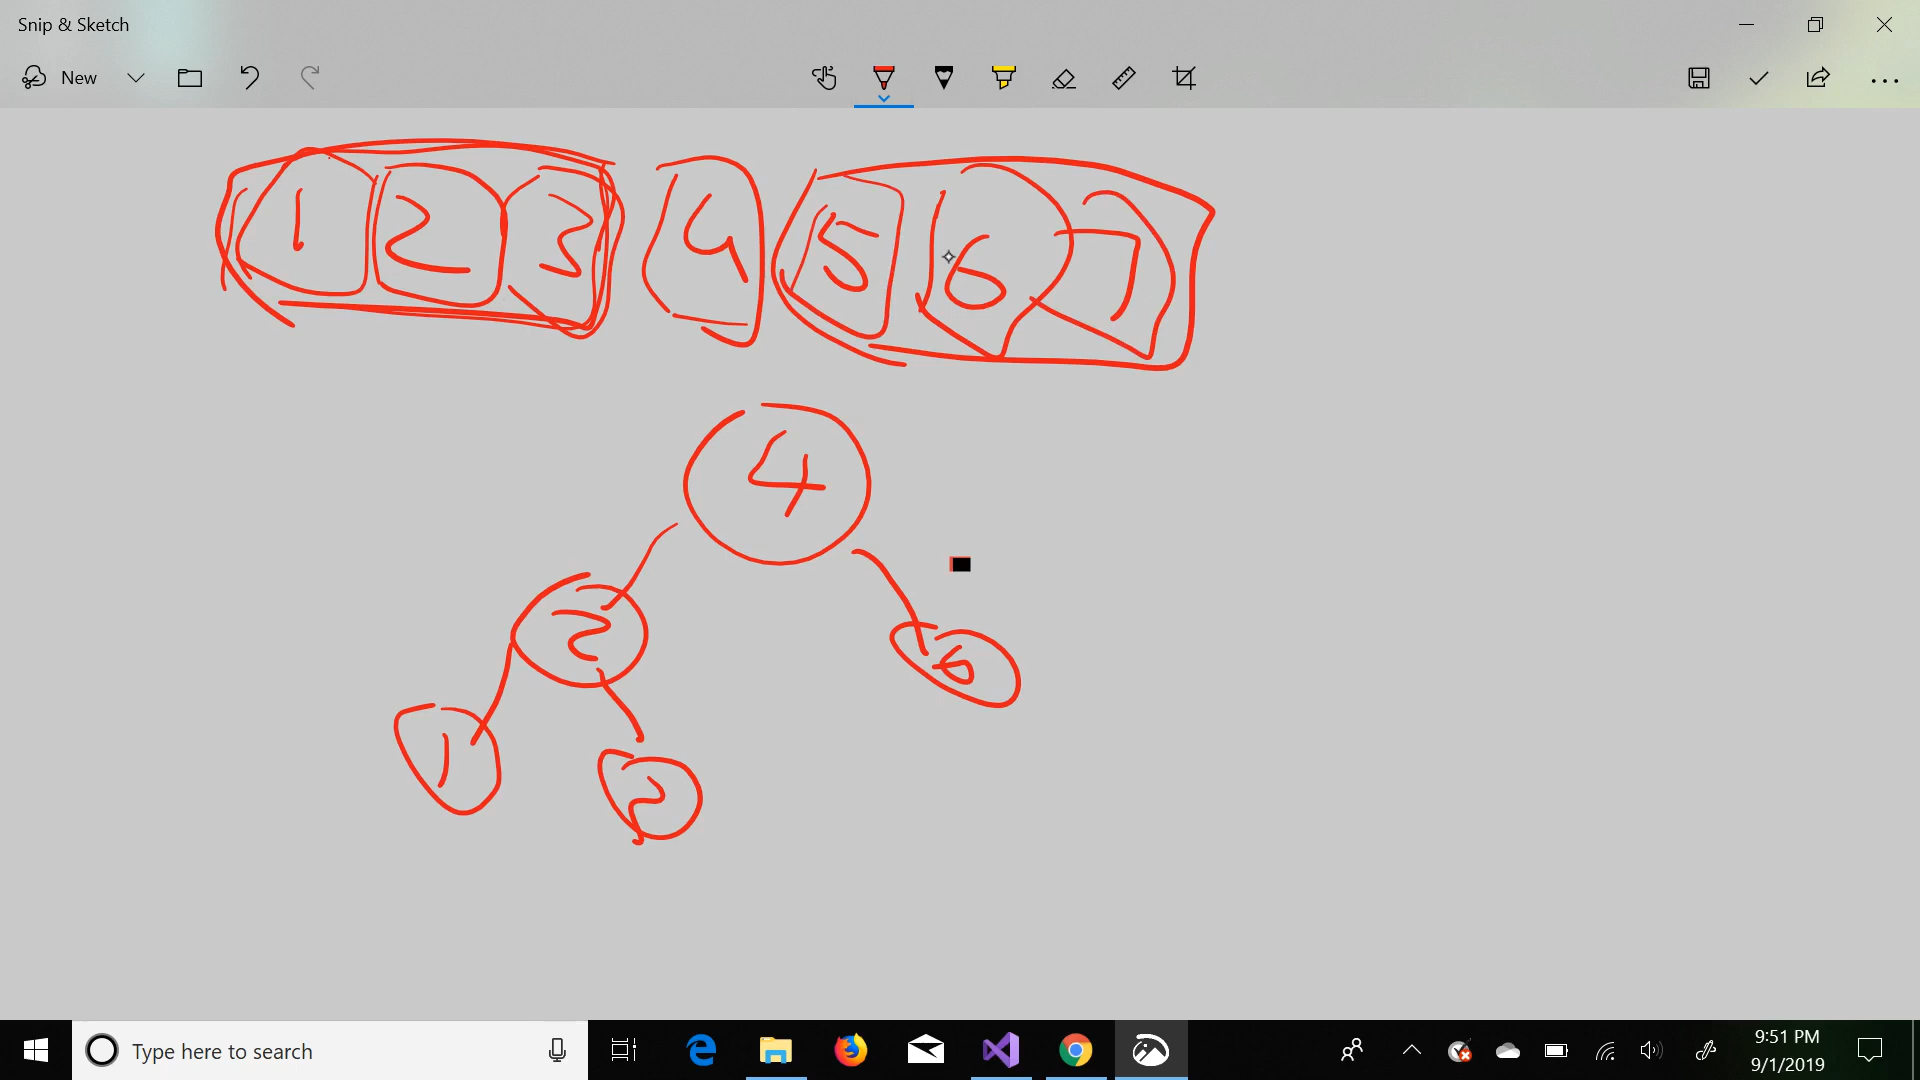 Snip & Sketch
New
1 2 3 4 5 6 7
4
2 6
1 2
Type here to search
9:51 PM
9/1/2019